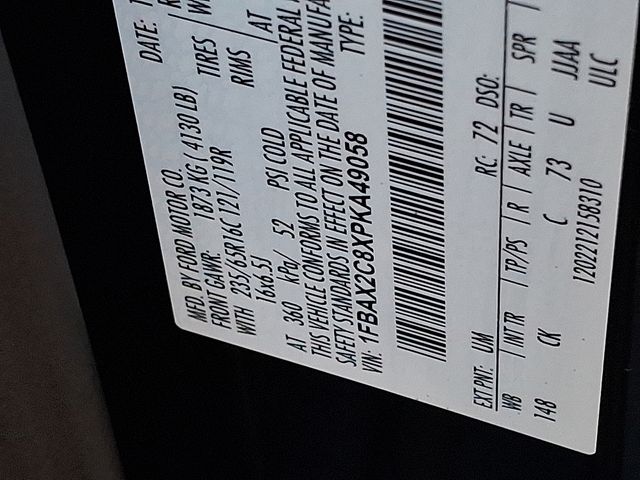 MFD. BY FORD MOTOR CO. DATE:
FRONT GAWR: 1873 KG ( 4130 LB)
WITH 235/65R16C 121/119R TIRES
16x6.5J RIMS
AT 360 kPa/ 52 PSI COLD AT
THIS VEHICLE CONFORMS TO ALL APPLICABLE FEDERAL
SAFETY STANDARDS IN EFFECT ON THE DATE OF MANUFA
VIN: 1FBAX2C8XPKA49058 TYPE:
EXT PNT: UM RC: 72 DSO:
WB | INT TR | TP/PS | R | AXLE | TR | SPR
148 CK C 73 U JJAA
1202212158310 ULC